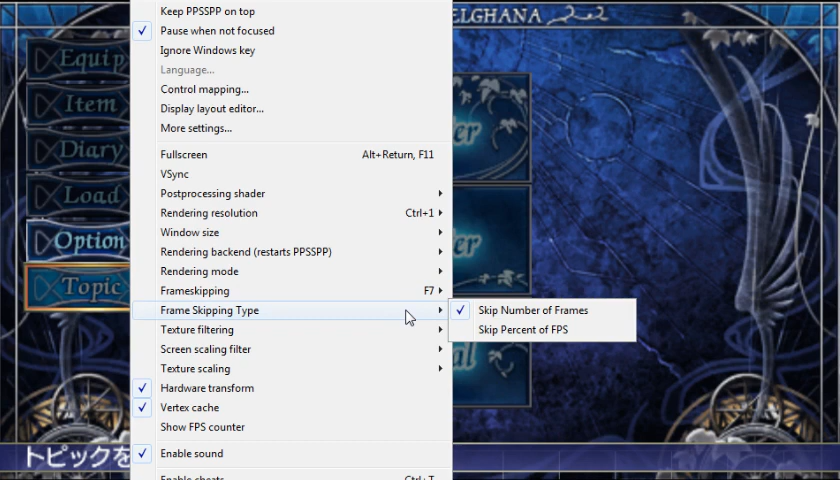 ELGHANA
Equip
Item
Diary
Load
Option
Topic
トピックを
Keep PPSSPP on top
Pause when not focused
Ignore Windows key
Language...
Control mapping...
Display layout editor...
More settings...
Fullscreen Alt+Return, F11
VSync
Postprocessing shader
Rendering resolution Ctrl+1
Window size
Rendering backend (restarts PPSSPP)
Rendering mode
Frameskipping F7
Frame Skipping Type
Texture filtering
Screen scaling filter
Texture scaling
Hardware transform
Vertex cache
Show FPS counter
Enable sound
Enable cheats Ctrl+T
Skip Number of Frames
Skip Percent of FPS